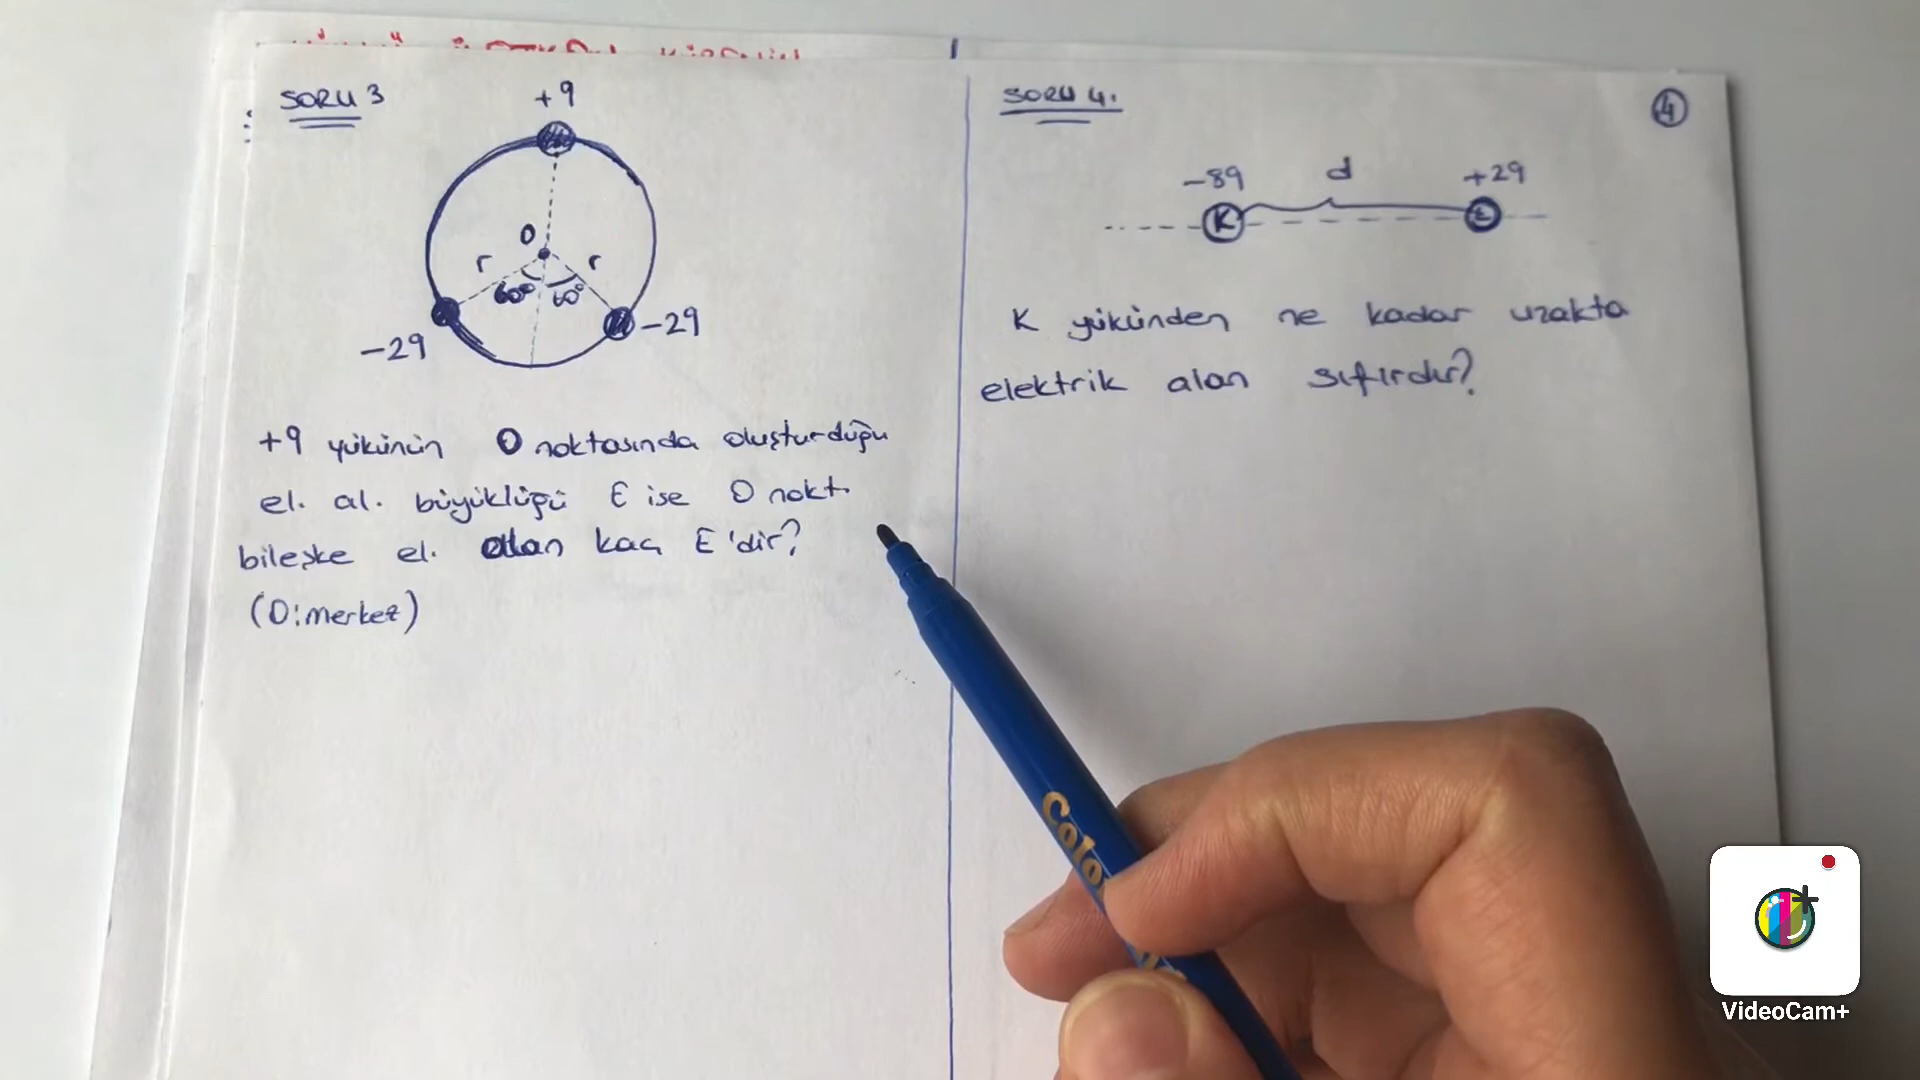 SORU 3
+q
O
r
r
60°
60°
-2q
-2q
+q yükünün O noktasında oluşturduğu
el. al. büyüklüğü E ise O nokt.
bileşke el. alan kaç E'dir?
(O:merkez)
SORU 4.
4
-8q
d
+2q
K
L
K yükünden ne kadar uzakta
elektrik alan sıfırdır?
Colo
VideoCam+